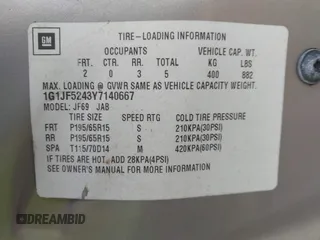 GM
TIRE-LOADING INFORMATION
OCCUPANTS VEHICLE CAP. WT.
FRT. CTR. RR. TOTAL KG LBS
2 0 3 5 400 882
MAX. LOADING @ GVWR SAME AS VEHICLE CAPACITY WEIGHT.
1G1JF5243Y7140667
MODEL: JF69 JAB
TIRE SIZE SPEED RTG COLD TIRE PRESSURE
FRT P195/65R15 S 210KPA(30PSI)
RR P195/65R15 S 210KPA(30PSI)
SPA T115/70D14 M 420KPA(60PSI)
IF TIRES ARE HOT, ADD 28KPA(4PSI)
SEE OWNER'S MANUAL FOR MORE INFORMATION
DREAMBID